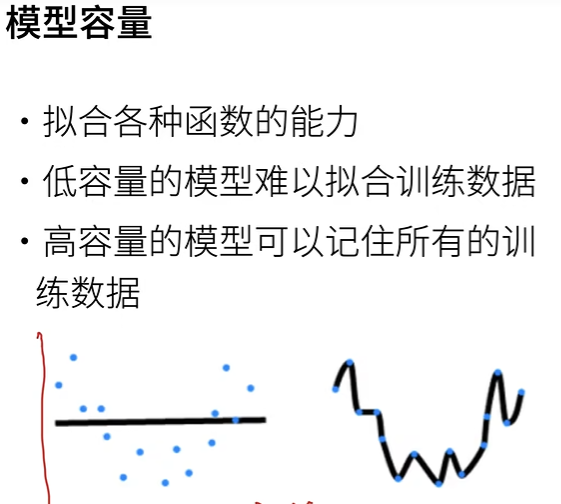 模型容量
• 拟合各种函数的能力
• 低容量的模型难以拟合训练数据
• 高容量的模型可以记住所有的训
练数据